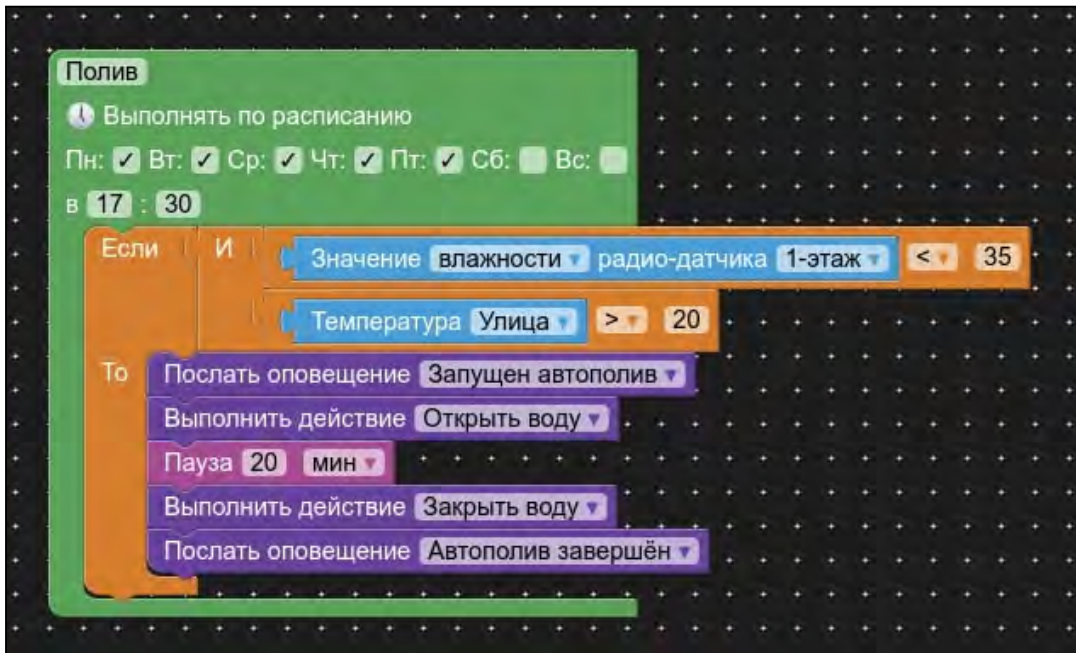 Полив
Выполнять по расписанию
Пн: Вт: Ср: Чт: Пт: Сб: Вс:
в 17 : 30
Если И Значение влажности радио-датчика 1-этаж < 35
Температура Улица > 20
То Послать оповещение Запущен автополив
Выполнить действие Открыть воду
Пауза 20 мин
Выполнить действие Закрыть воду
Послать оповещение Автополив завершён